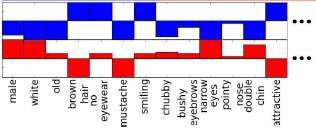 male
white
old
brown
hair
no
eyewear
mustache
smiling
chubby
bushy
eyebrows
narrow
eyes
pointy
nose
double
chin
attractive